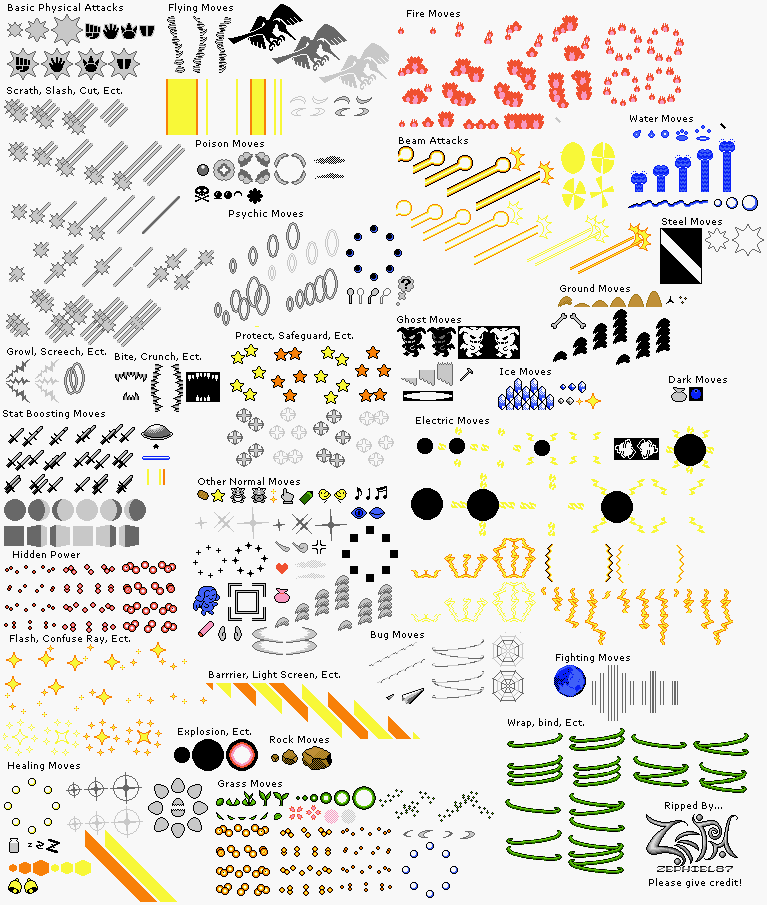 Basic Physical Attacks
Flying Moves
Fire Moves
Scrath, Slash, Cut, Ect.
Water Moves
Poison Moves
Beam Attacks
Psychic Moves
Steel Moves
Ground Moves
Ghost Moves
Protect, Safeguard, Ect.
Growl, Screech, Ect.
Bite, Crunch, Ect.
Ice Moves
Dark Moves
Stat Boosting Moves
Electric Moves
Other Normal Moves
Hidden Power
Flash, Confuse Ray, Ect.
Bug Moves
Fighting Moves
Barrrier, Light Screen, Ect.
Wrap, bind, Ect.
Explosion, Ect.
Rock Moves
Healing Moves
Grass Moves
Ripped By...
ZEPH
ZEPHIEL87
Please give credit!